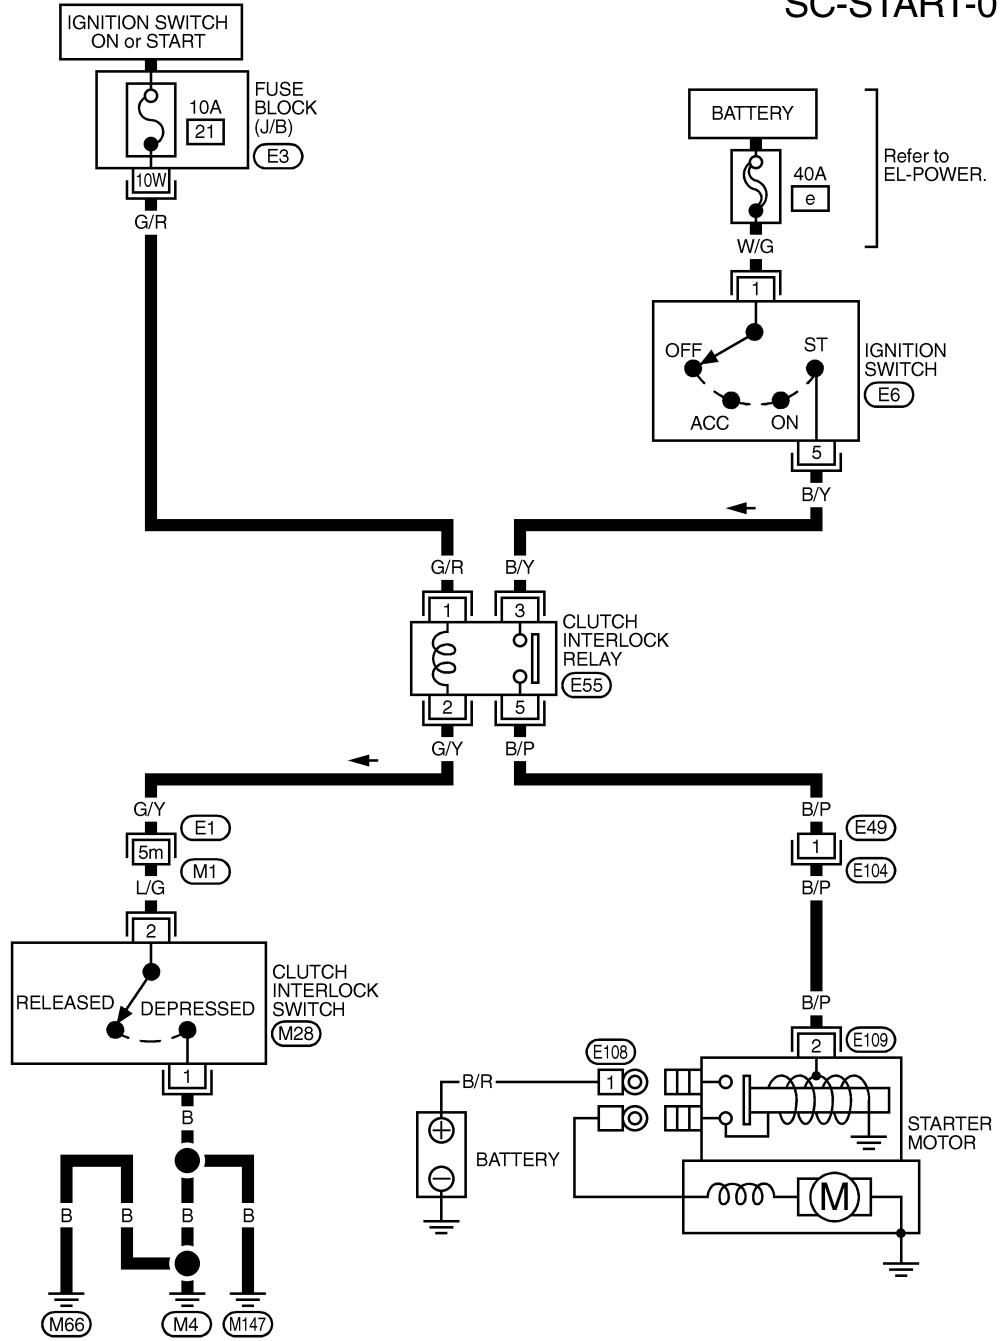 SC-START-0
IGNITION SWITCH
ON or START
FUSE
BLOCK
(J/B)
10A
21
E3
10W
G/R
BATTERY
Refer to
EL-POWER.
40A
e
W/G
1
OFF
ST
ACC
ON
IGNITION
SWITCH
E6
5
B/Y
G/R
B/Y
1
3
CLUTCH
INTERLOCK
RELAY
E55
2
5
G/Y
B/P
G/Y
E1
5m
M1
L/G
2
B/P
E49
1
E104
B/P
RELEASED
DEPRESSED
CLUTCH
INTERLOCK
SWITCH
M28
1
B
B/P
E109
2
E108
1
B/R
BATTERY
STARTER
MOTOR
M
B
B
B
B
M66
M4
M147